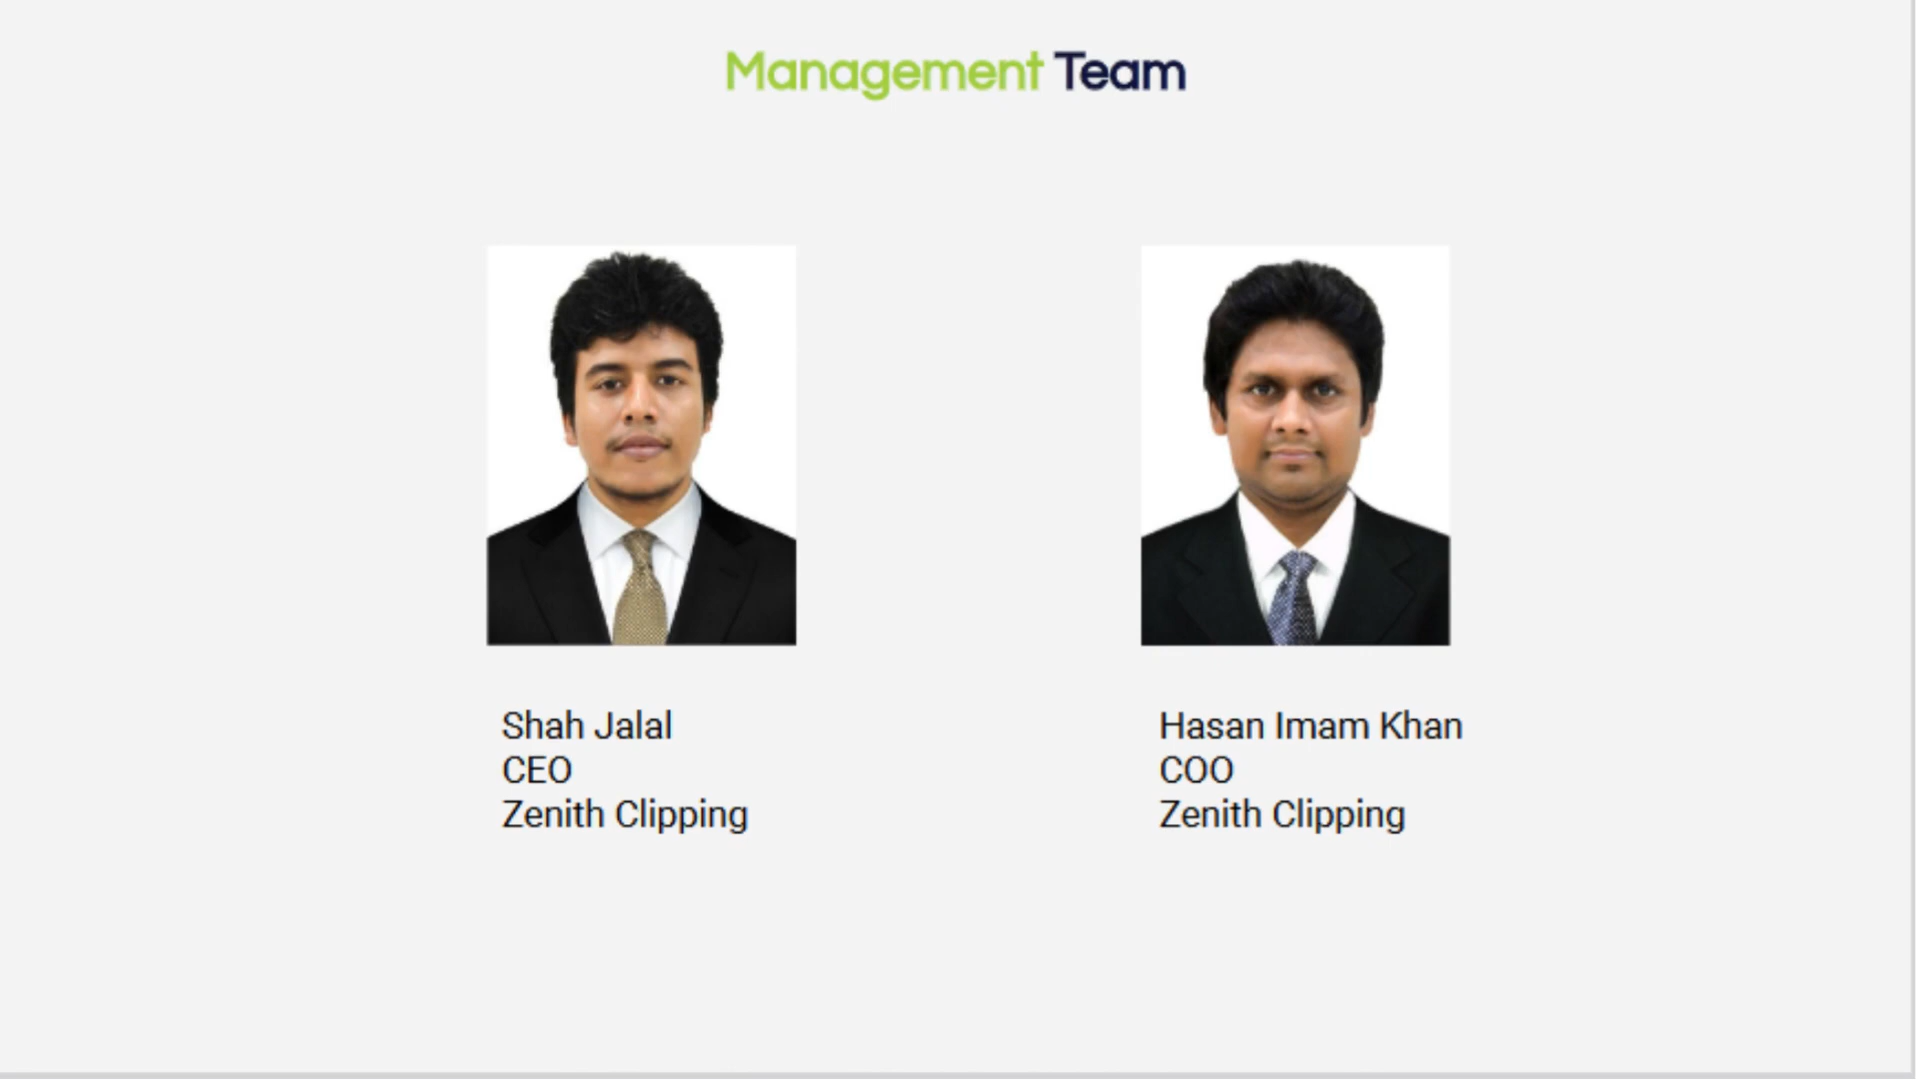 Management Team
Shah Jalal
CEO
Zenith Clipping
Hasan Imam Khan
COO
Zenith Clipping